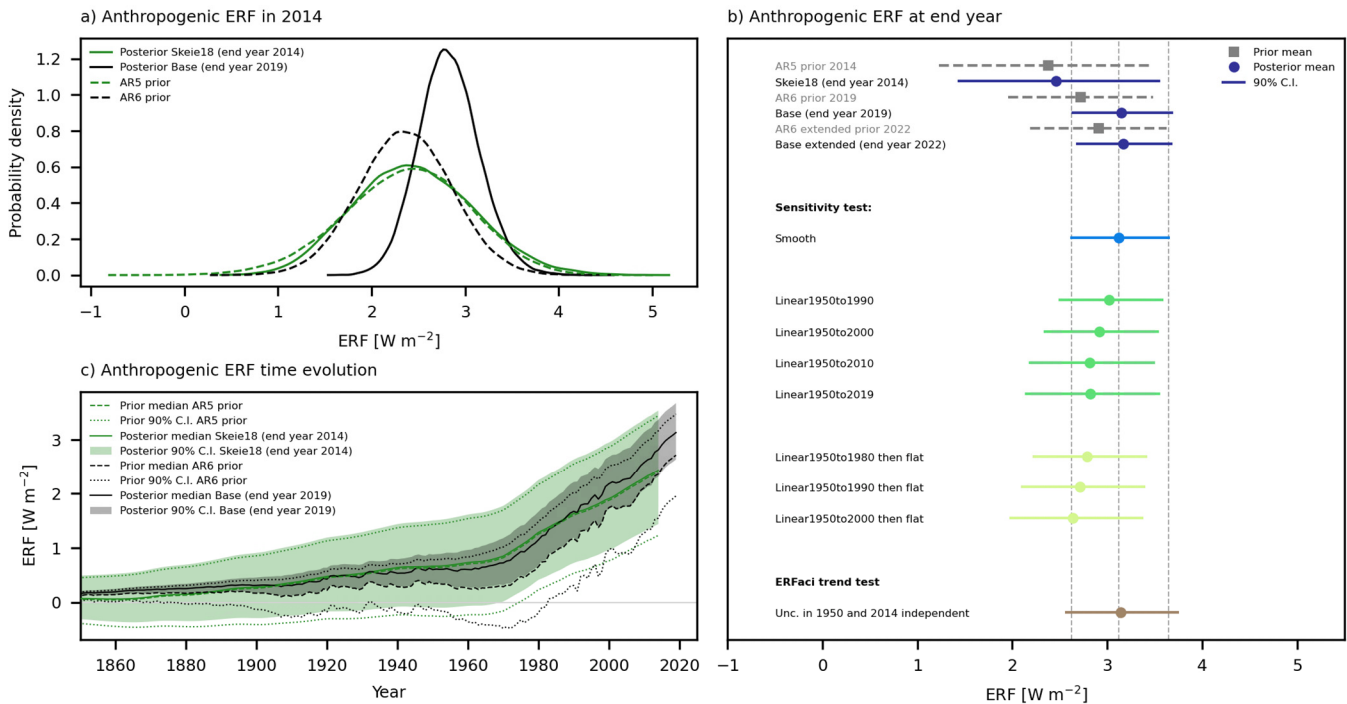 a) Anthropogenic ERF in 2014
Posterior Skeie18 (end year 2014)
Posterior Base (end year 2019)
AR5 prior
AR6 prior
Probability density
1.2
1.0
0.8
0.6
0.4
0.2
0.0
−1 0 1 2 3 4 5
ERF [W m⁻²]
c) Anthropogenic ERF time evolution
Prior median AR5 prior
Prior 90% C.I. AR5 prior
Posterior median Skeie18 (end year 2014)
Posterior 90% C.I. Skeie18 (end year 2014)
Prior median AR6 prior
Prior 90% C.I. AR6 prior
Posterior median Base (end year 2019)
Posterior 90% C.I. Base (end year 2019)
ERF [W m⁻²]
3
2
1
0
1860 1880 1900 1920 1940 1960 1980 2000 2020
Year
b) Anthropogenic ERF at end year
Prior mean
Posterior mean
90% C.I.
AR5 prior 2014
Skeie18 (end year 2014)
AR6 prior 2019
Base (end year 2019)
AR6 extended prior 2022
Base extended (end year 2022)
Sensitivity test:
Smooth
Linear1950to1990
Linear1950to2000
Linear1950to2010
Linear1950to2019
Linear1950to1980 then flat
Linear1950to1990 then flat
Linear1950to2000 then flat
ERFaci trend test
Unc. in 1950 and 2014 independent
−1 0 1 2 3 4 5
ERF [W m⁻²]